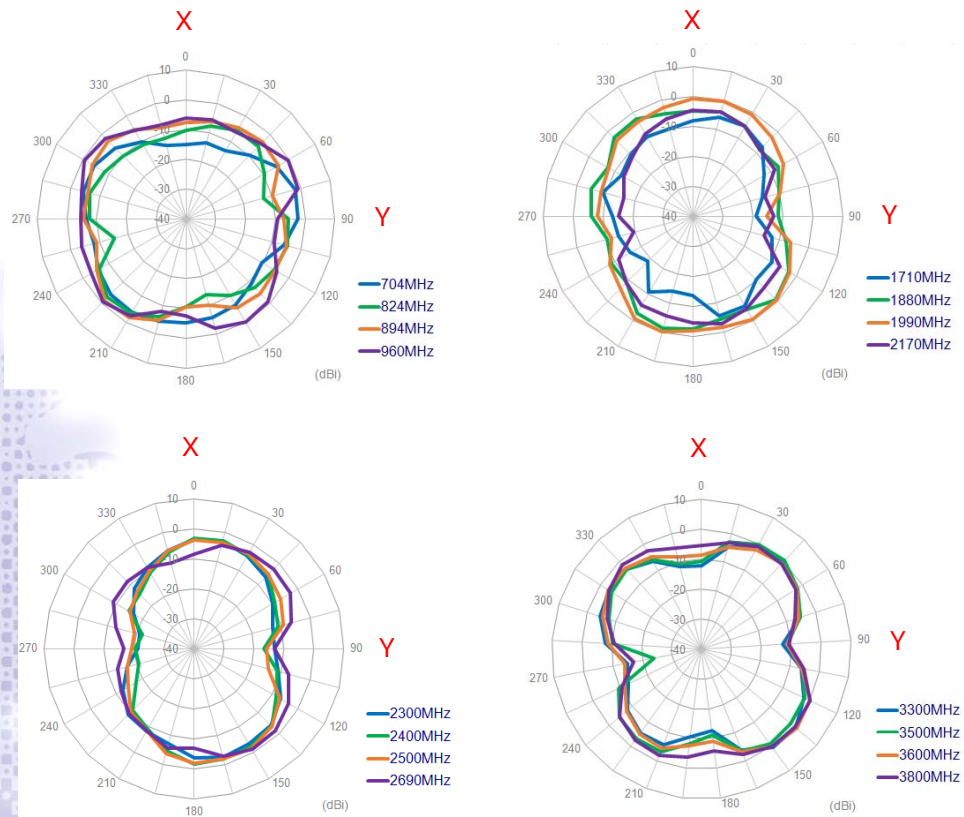 X
0
30
60
90
120
150
180
210
240
270
300
330
10
0
-10
-20
-30
-40
Y
704MHz
824MHz
894MHz
960MHz
(dBi)
X
0
30
60
90
120
150
180
210
240
270
300
330
10
0
-10
-20
-30
-40
Y
1710MHz
1880MHz
1990MHz
2170MHz
(dBi)
X
0
30
60
90
120
150
180
210
240
270
300
330
10
0
-10
-20
-30
-40
Y
2300MHz
2400MHz
2500MHz
2690MHz
(dBi)
X
0
30
60
90
120
150
180
210
240
270
300
330
10
0
-10
-20
-30
-40
Y
3300MHz
3500MHz
3600MHz
3800MHz
(dBi)